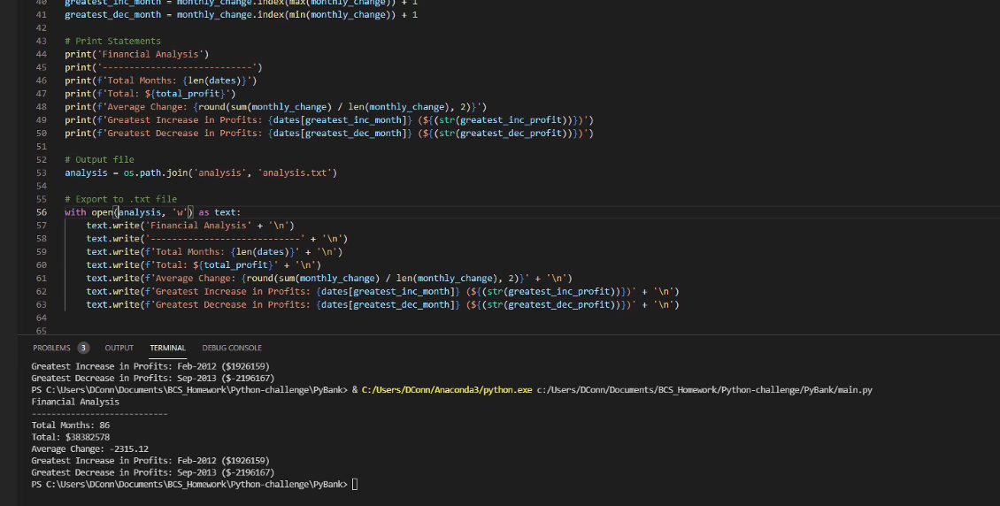 40 greatest_inc_month = monthly_change.index(max(monthly_change)) + 1
41 greatest_dec_month = monthly_change.index(min(monthly_change)) + 1
42
43 # Print Statements
44 print('Financial Analysis')
45 print('----------------------------')
46 print(f'Total Months: {len(dates)}')
47 print(f'Total: ${total_profit}')
48 print(f'Average Change: {round(sum(monthly_change) / len(monthly_change), 2)}')
49 print(f'Greatest Increase in Profits: {dates[greatest_inc_month]} (${(str(greatest_inc_profit))})')
50 print(f'Greatest Decrease in Profits: {dates[greatest_dec_month]} (${(str(greatest_dec_profit))})')
51
52 # Output file
53 analysis = os.path.join('analysis', 'analysis.txt')
54
55 # Export to .txt file
56 with open(analysis, 'w') as text:
57 text.write('Financial Analysis' + '\n')
58 text.write('----------------------------' + '\n')
59 text.write(f'Total Months: {len(dates)}' + '\n')
60 text.write(f'Total: ${total_profit}' + '\n')
61 text.write(f'Average Change: {round(sum(monthly_change) / len(monthly_change), 2)}' + '\n')
62 text.write(f'Greatest Increase in Profits: {dates[greatest_inc_month]} (${(str(greatest_inc_profit))})' + '\n')
63 text.write(f'Greatest Decrease in Profits: {dates[greatest_dec_month]} (${(str(greatest_dec_profit))})' + '\n')
64
65
PROBLEMS 3 OUTPUT TERMINAL DEBUG CONSOLE
Greatest Increase in Profits: Feb-2012 ($1926159)
Greatest Decrease in Profits: Sep-2013 ($-2196167)
PS C:\Users\DConn\Documents\BCS_Homework\Python-challenge\PyBank> & C:/Users/DConn/Anaconda3/python.exe c:/Users/DConn/Documents/BCS_Homework/Python-challenge/PyBank/main.py
Financial Analysis
----------------------------
Total Months: 86
Total: $38382578
Average Change: -2315.12
Greatest Increase in Profits: Feb-2012 ($1926159)
Greatest Decrease in Profits: Sep-2013 ($-2196167)
PS C:\Users\DConn\Documents\BCS_Homework\Python-challenge\PyBank>